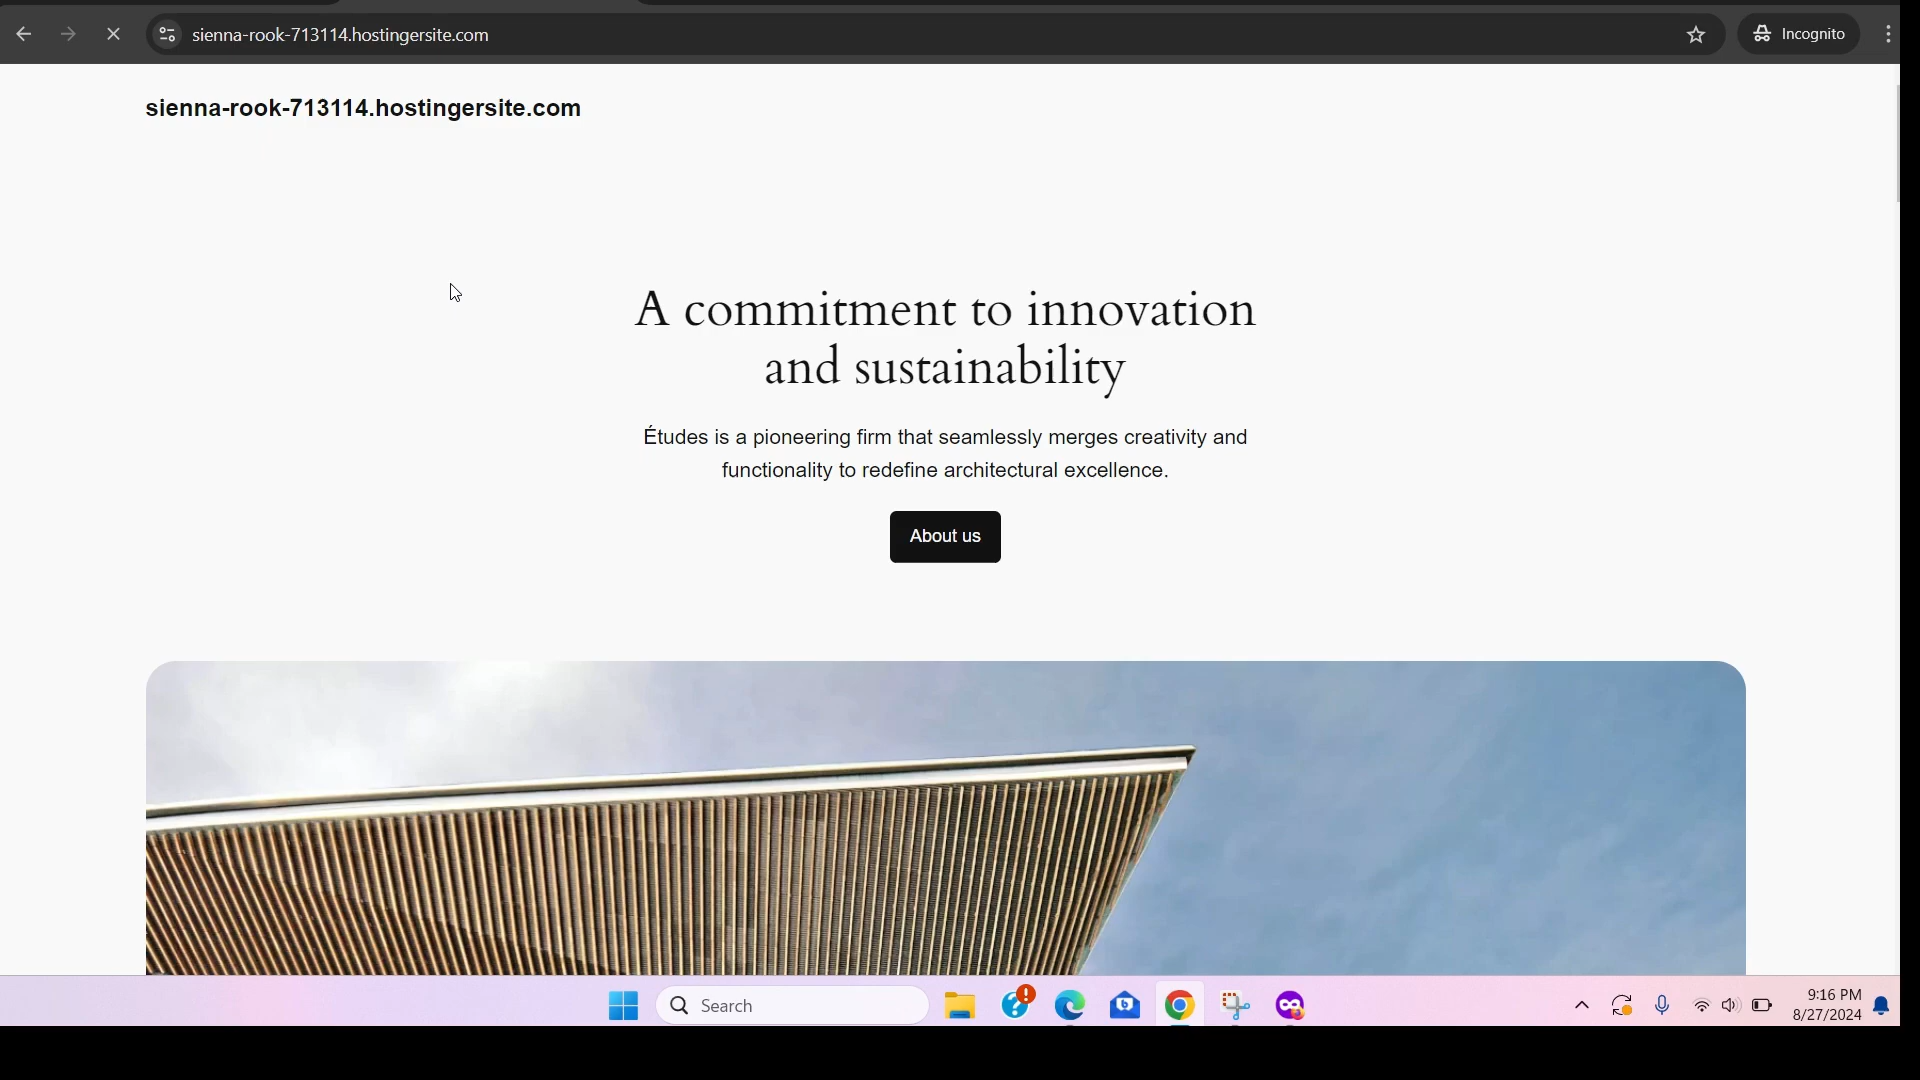 sienna-rook-713114.hostingersite.com
Incognito
sienna-rook-713114.hostingersite.com
A commitment to innovation
and sustainability
Études is a pioneering firm that seamlessly merges creativity and
functionality to redefine architectural excellence.
About us
Search
9:16 PM
8/27/2024